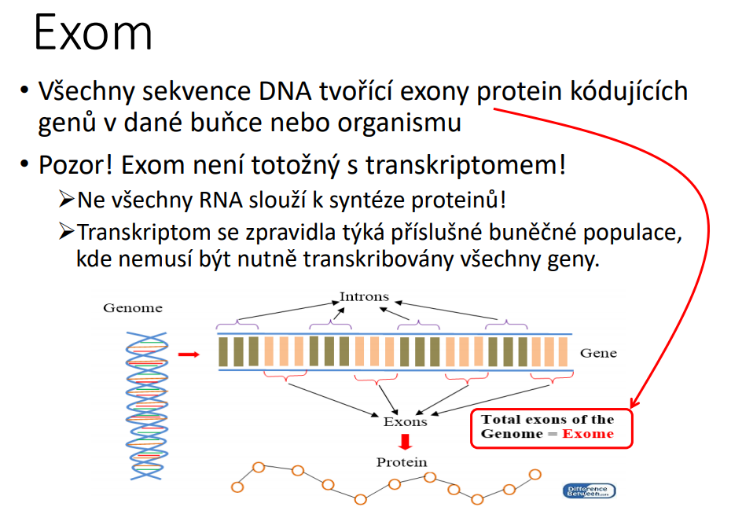 Exom
• Všechny sekvence DNA tvořící exony protein kódujících
genů v dané buňce nebo organismu
• Pozor! Exom není totožný s transkriptomem!
➢Ne všechny RNA slouží k syntéze proteinů!
➢Transkriptom se zpravidla týká příslušné buněčné populace,
kde nemusí být nutně transkribovány všechny geny.
Introns
Genome
Gene
Exons
Total exons of the
Genome = Exome
Protein
Difference
Between.com